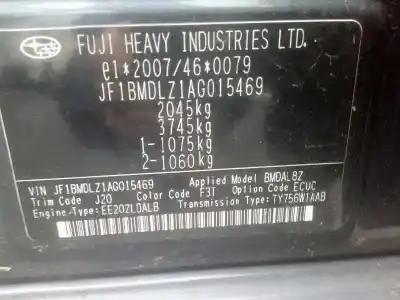 FUJI HEAVY INDUSTRIES LTD.
e1*2007/46*0079
JF1BMDLZ1AG015469
2045kg
3745kg
1-1075kg
2-1060kg
VIN JF1BMDLZ1AG015469 Applied Model BMDAL8Z
Trim Code J20 Color Code F3T Option Code ECUC
Engine-Type:EE20ZLDALB Transmission-Type: TY756W1AAB